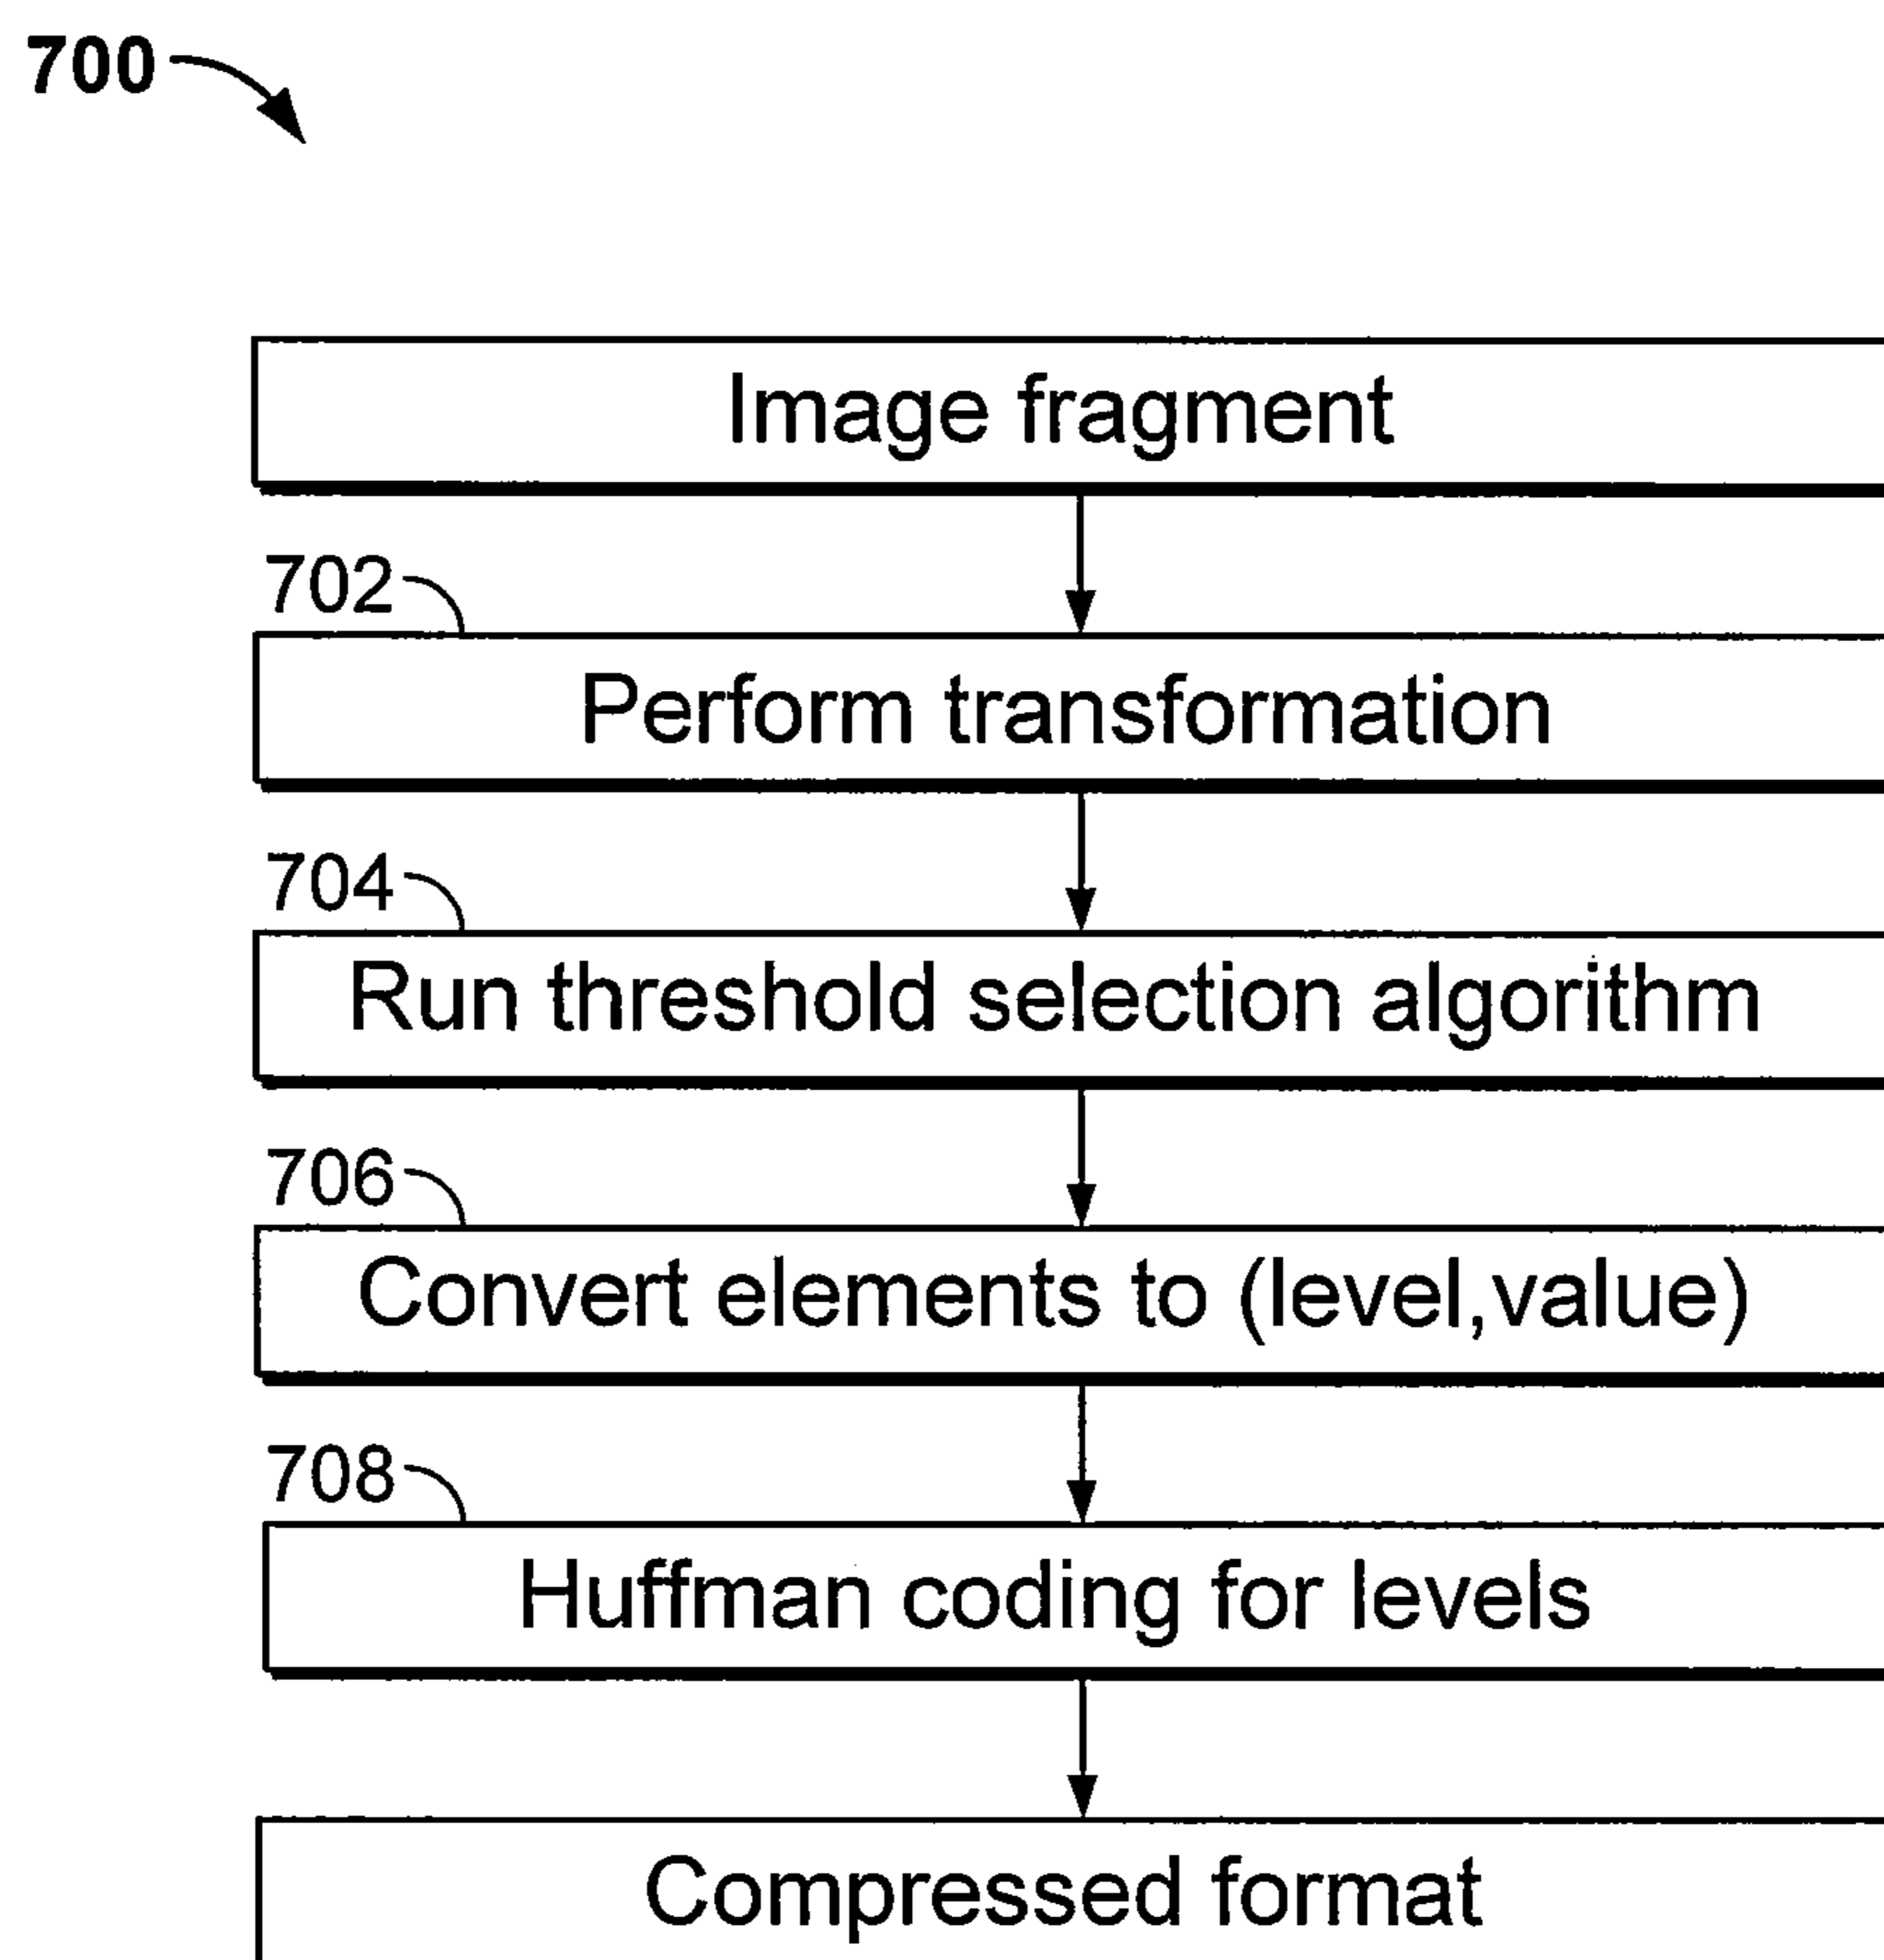 700
Image fragment
702
Perform transformation
704
Run threshold selection algorithm
706
Convert elements to (level,value)
708
Huffman coding for levels
Compressed format